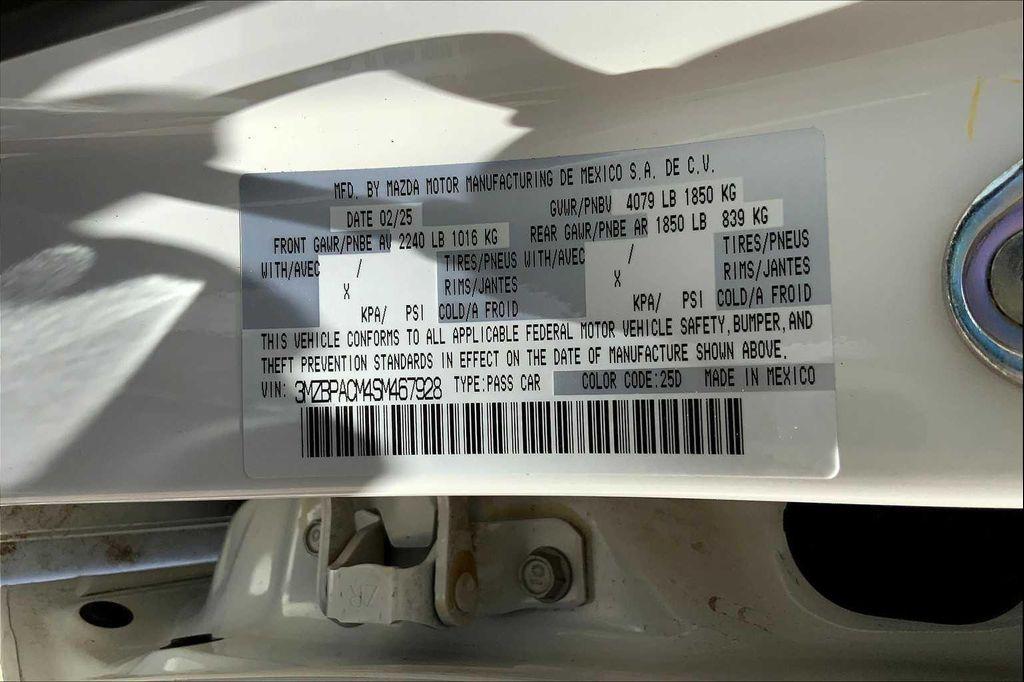 MFD. BY MAZDA MOTOR MANUFACTURING DE MEXICO S.A. DE C.V.
DATE 02/25 GVWR/PNBV 4079 LB 1850 KG
FRONT GAWR/PNBE AV 2240 LB 1016 KG REAR GAWR/PNBE AR 1850 LB 839 KG
WITH/AVEC / TIRES/PNEUS WITH/AVEC / TIRES/PNEUS
X RIMS/JANTES X RIMS/JANTES
KPA/ PSI COLD/A FROID KPA/ PSI COLD/A FROID
THIS VEHICLE CONFORMS TO ALL APPLICABLE FEDERAL MOTOR VEHICLE SAFETY, BUMPER, AND
THEFT PREVENTION STANDARDS IN EFFECT ON THE DATE OF MANUFACTURE SHOWN ABOVE.
VIN: 3MZBPACM4SM467928 TYPE:PASS CAR COLOR CODE:25D MADE IN MEXICO